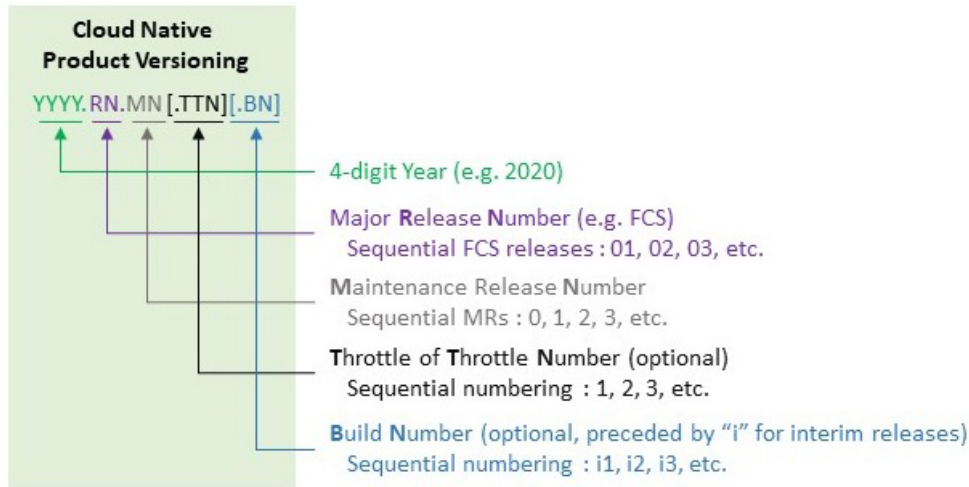 Cloud Native
Product Versioning
YYYY.RN.MN[.TTN][.BN]
4-digit Year (e.g. 2020)
Major Release Number (e.g. FCS)
Sequential FCS releases : 01, 02, 03, etc.
Maintenance Release Number
Sequential MRs : 0, 1, 2, 3, etc.
Throttle of Throttle Number (optional)
Sequential numbering : 1, 2, 3, etc.
Build Number (optional, preceded by “i” for interim releases)
Sequential numbering : i1, i2, i3, etc.